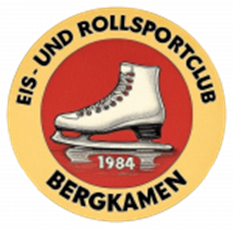 EIS- UND ROLLSPORTCLUB
1984
BERGKAMEN